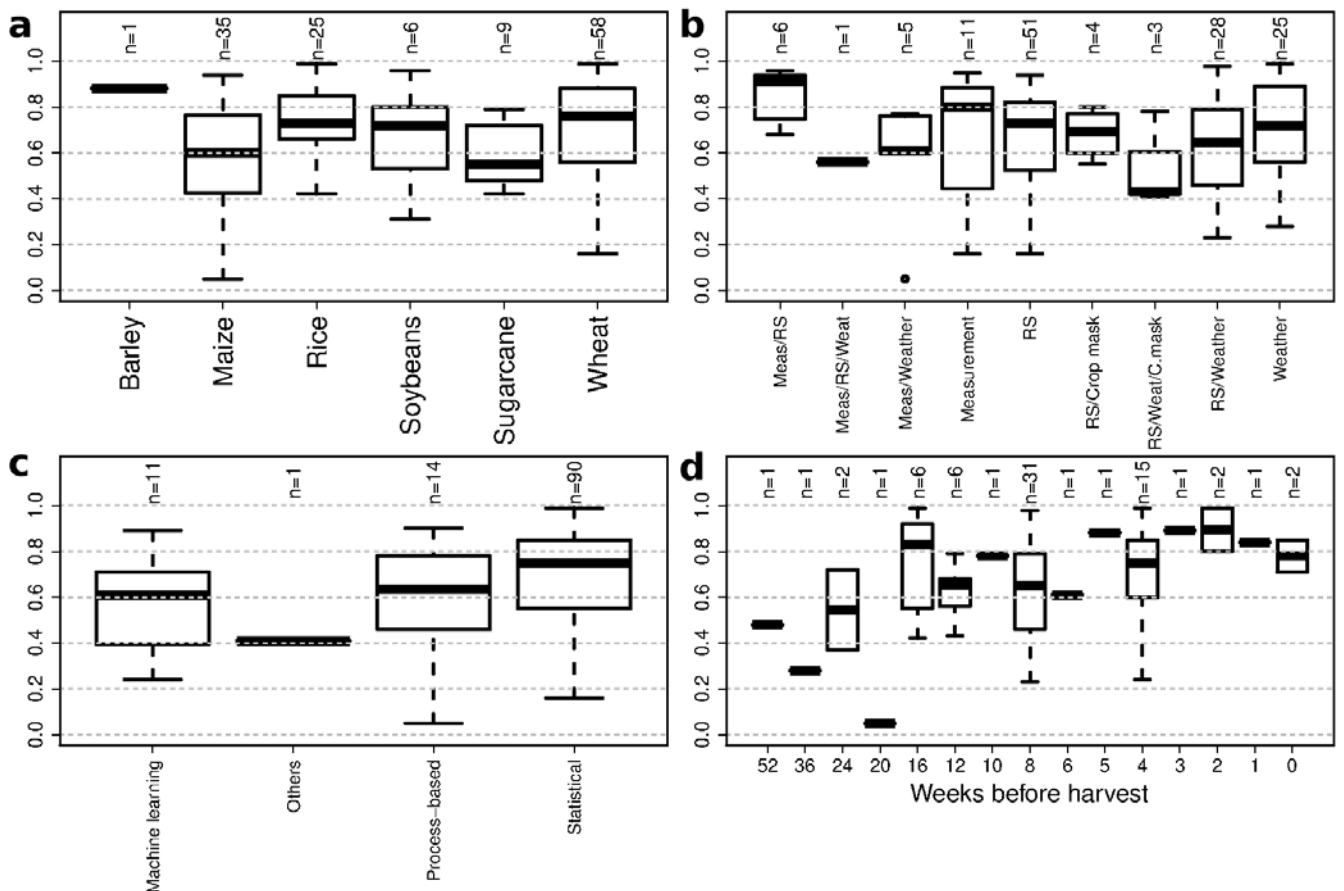 a
n=1
n=35
n=25
n=6
n=9
n=58
1.0
0.8
0.6
0.4
0.2
0.0
Barley
Maize
Rice
Soybeans
Sugarcane
Wheat
b
n=6
n=1
n=5
n=11
n=51
n=4
n=3
n=28
n=25
1.0
0.8
0.6
0.4
0.2
0.0
Meas/RS
Meas/RS/Weat
Meas/Weather
Measurement
RS
RS/Crop mask
RS/Weat/C.mask
RS/Weather
Weather
c
n=11
n=1
n=14
n=90
1.0
0.8
0.6
0.4
0.2
0.0
Machine learning
Others
Process-based
Statistical
d
n=1
n=1
n=2
n=1
n=6
n=6
n=1
n=31
n=1
n=1
n=15
n=1
n=2
n=1
n=2
1.0
0.8
0.6
0.4
0.2
0.0
52 36 24 20 16 12 10 8 6 5 4 3 2 1 0
Weeks before harvest